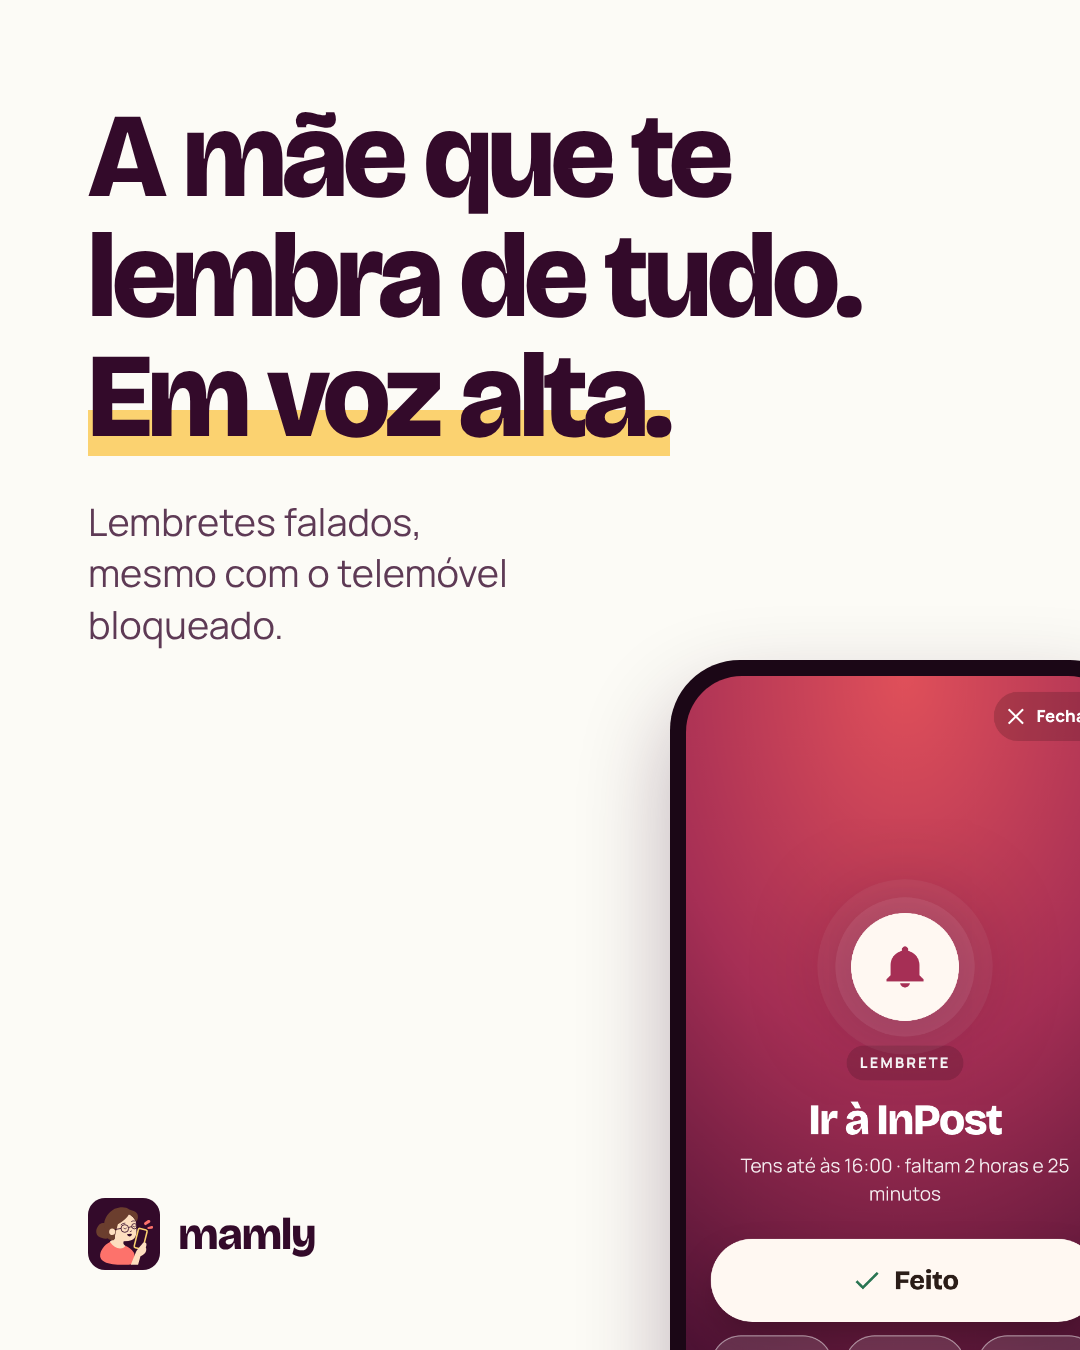 A mãe que te
lembra de tudo.
Em voz alta.
Lembretes falados,
mesmo com o telemóvel
bloqueado.
LEMBRETE
Ir à InPost
Tens até às 16:00 · faltam 2 horas e 25
minutos
Feito
mamly